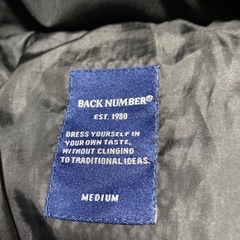 BACK NUMBER®
EST. 1980
DRESS YOURSELF IN
YOUR OWN TASTE,
WITHOUT CLINGING
TO TRADITIONAL IDEAS.
MEDIUM